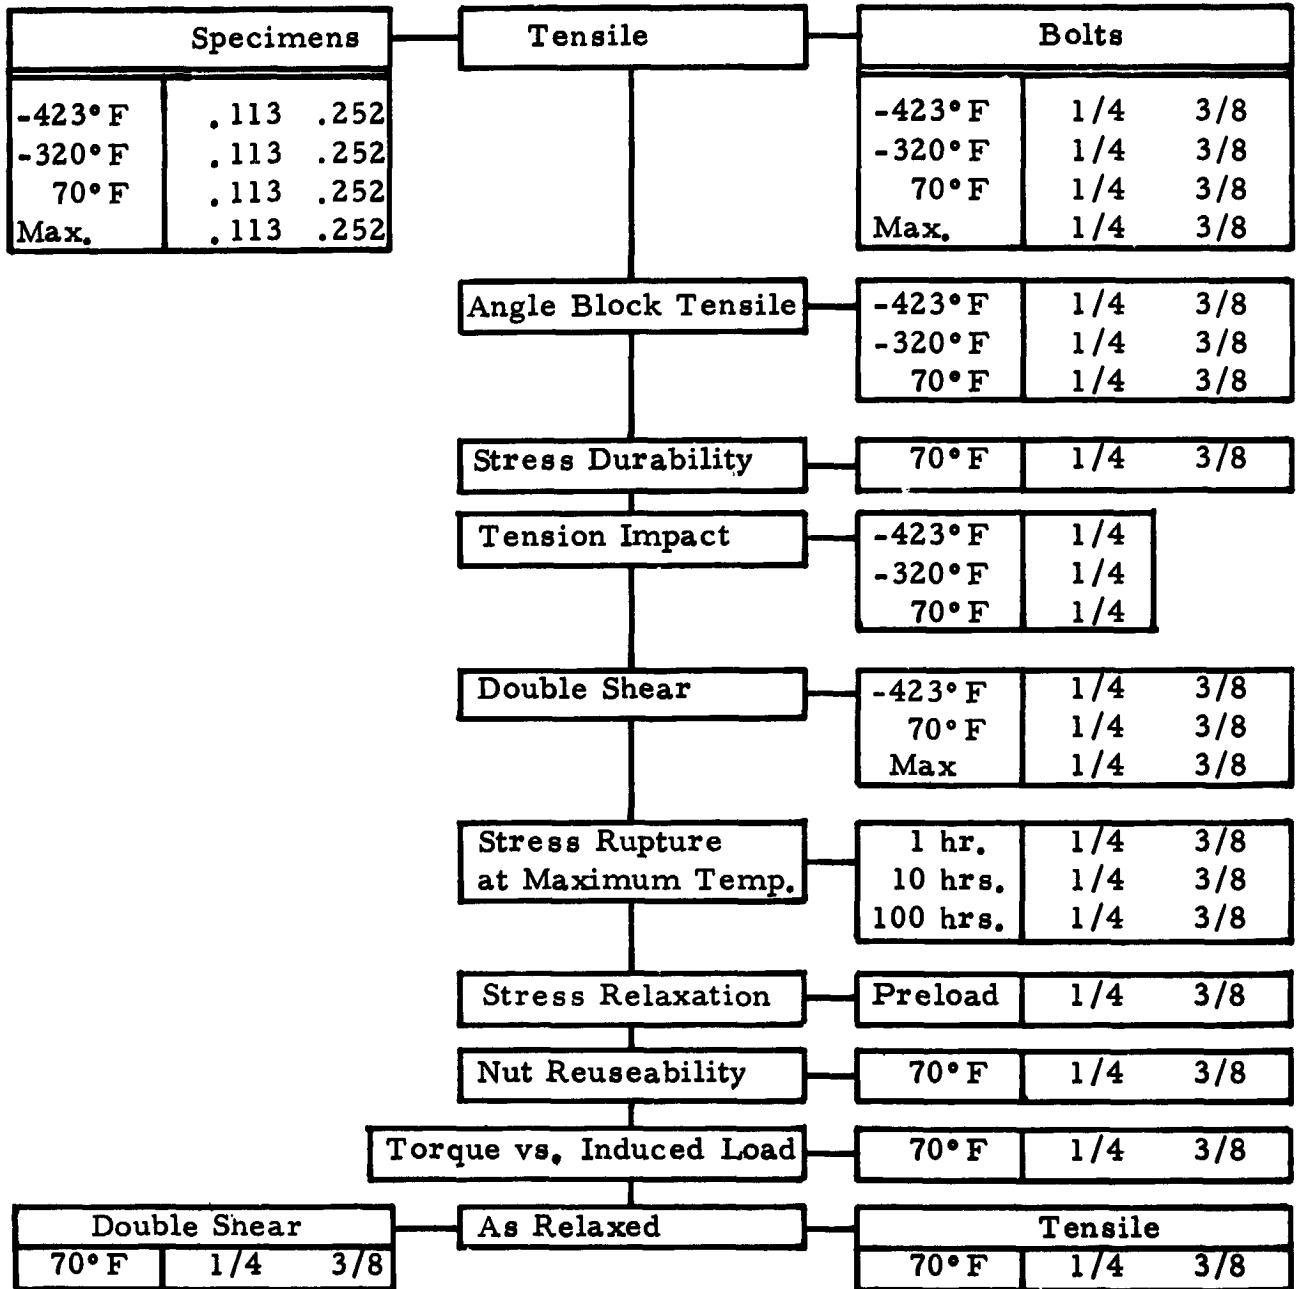 Specimens Tensile Bolts
-423°F .113 .252 -423°F 1/4 3/8
-320°F .113 .252 -320°F 1/4 3/8
70°F .113 .252 70°F 1/4 3/8
Max. .113 .252 Max. 1/4 3/8
Angle Block Tensile -423°F 1/4 3/8
-320°F 1/4 3/8
70°F 1/4 3/8
Stress Durability 70°F 1/4 3/8
Tension Impact -423°F 1/4
-320°F 1/4
70°F 1/4
Double Shear -423°F 1/4 3/8
70°F 1/4 3/8
Max 1/4 3/8
Stress Rupture 1 hr. 1/4 3/8
at Maximum Temp. 10 hrs. 1/4 3/8
100 hrs. 1/4 3/8
Stress Relaxation Preload 1/4 3/8
Nut Reuseability 70°F 1/4 3/8
Torque vs. Induced Load 70°F 1/4 3/8
Double Shear As Relaxed Tensile
70°F 1/4 3/8 70°F 1/4 3/8